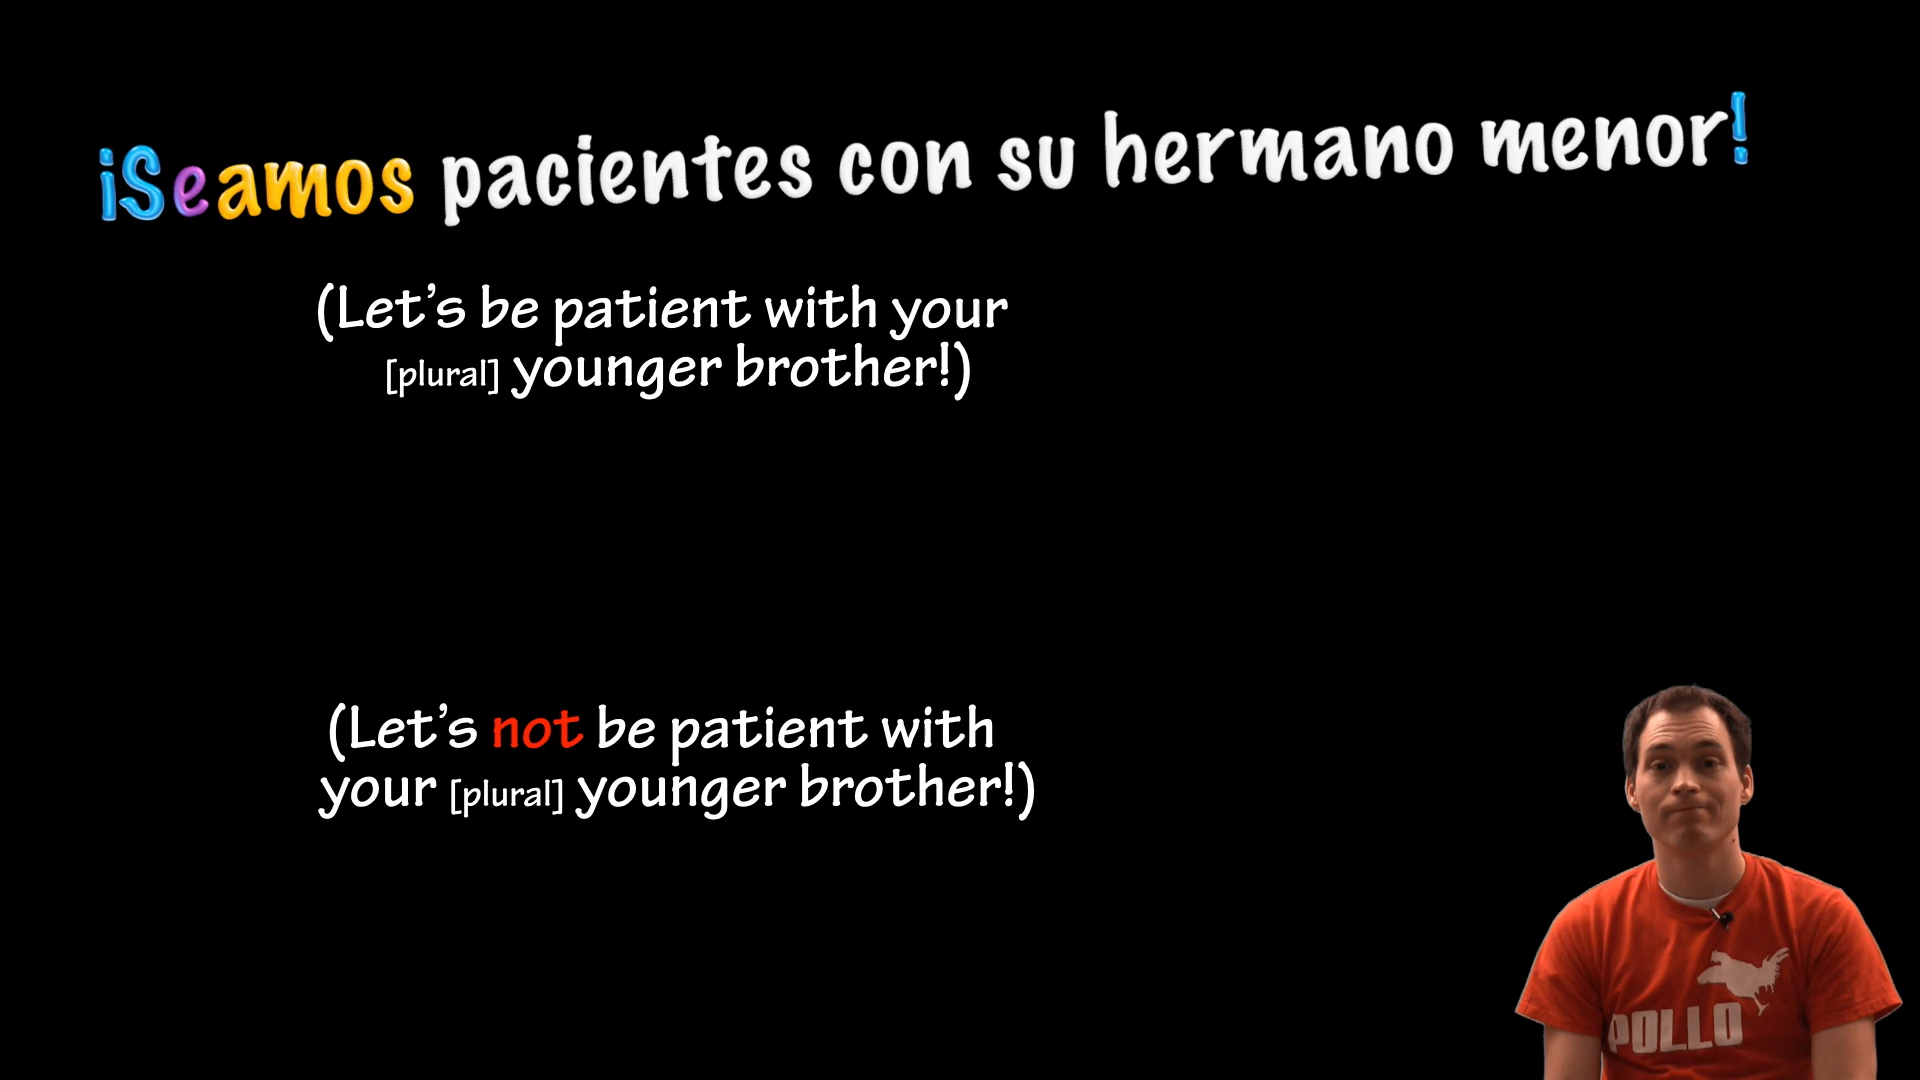 ¡Seamos pacientes con su hermano menor!
(Let's be patient with your
[plural] younger brother!)
(Let's not be patient with
your [plural] younger brother!)
POLLO